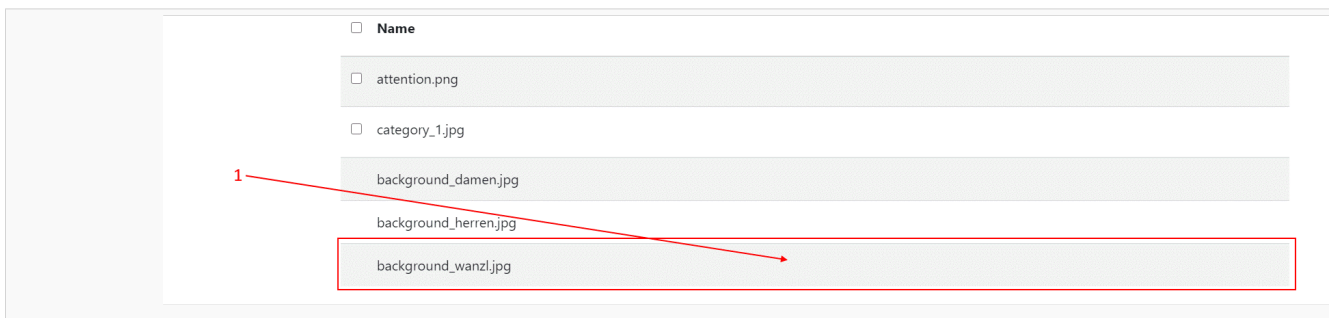 Name
attention.png
category_1.jpg
background_damen.jpg
1
background_herren.jpg
background_wanzl.jpg